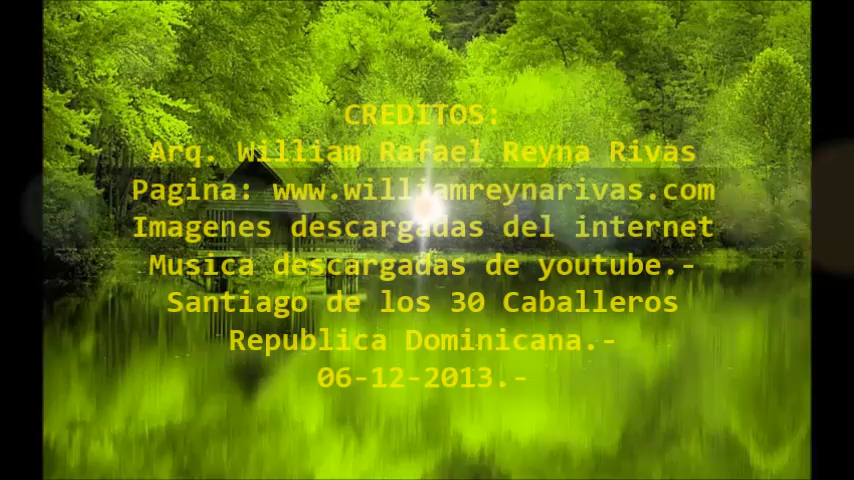 CREDITOS:
Arq. William Rafael Reyna Rivas
Pagina: www.williamreynarivas.com
Imagenes descargadas del internet
Musica descargadas de youtube.-
Santiago de los 30 Caballeros
Republica Dominicana.-
06-12-2013.-